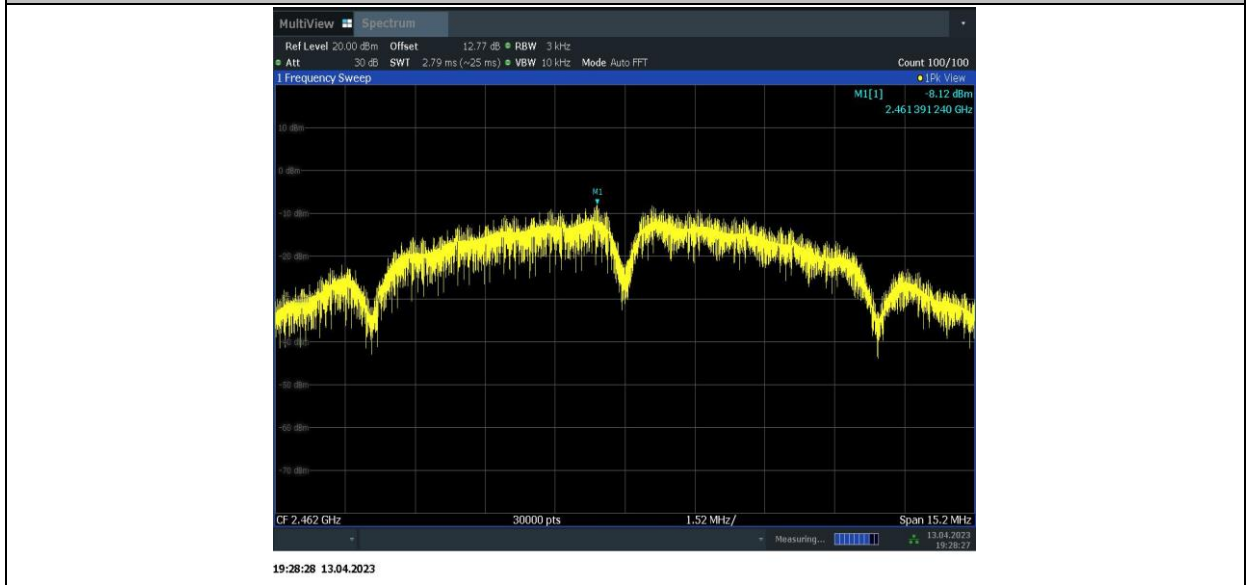 MultiView Spectrum
Ref Level 20.00 dBm Offset 12.77 dB RBW 3 kHz
Att 30 dB SWT 2.79 ms (~25 ms) VBW 10 kHz Mode Auto FFT Count 100/100
1 Frequency Sweep 1Pk View
M1[1] -8.12 dBm
2.461 391 240 GHz
10 dBm
0 dBm
M1
-10 dBm
-20 dBm
-50 dBm
-60 dBm
-70 dBm
CF 2.462 GHz 30000 pts 1.52 MHz/ Span 15.2 MHz
Measuring... 13.04.2023
19:28:27
19:28:28 13.04.2023